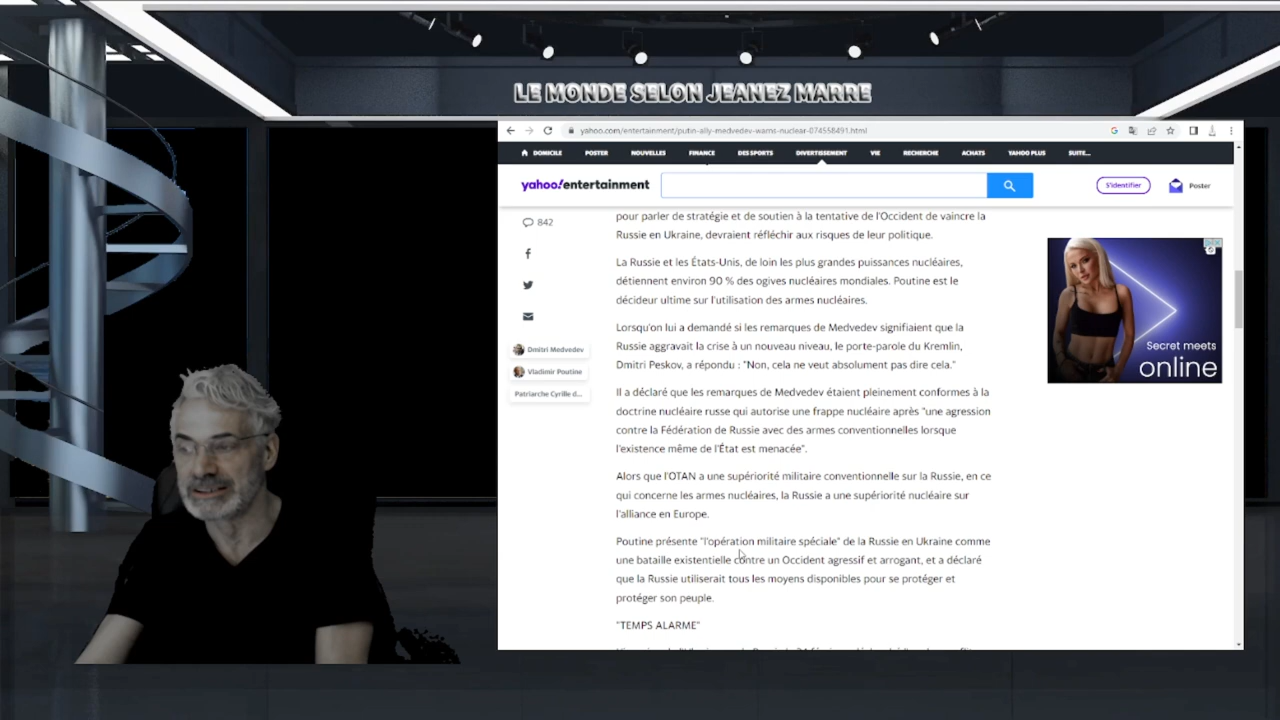 LE MONDE SELON JEANEZ MARRE
yahoo.com/entertainment/putin-ally-medvedev-warns-nuclear-074558491.html
DOMICILE POSTER NOUVELLES FINANCE DES SPORTS DIVERTISSEMENT VIE RECHERCHE ACHATS YAHOO PLUS SUITE...
yahoo!entertainment
S'identifier
Poster
842
Dmitri Medvedev
Vladimir Poutine
Patriarche Cyrille d...
pour parler de stratégie et de soutien à la tentative de l'Occident de vaincre la
Russie en Ukraine, devraient réfléchir aux risques de leur politique.
La Russie et les États-Unis, de loin les plus grandes puissances nucléaires,
détiennent environ 90 % des ogives nucléaires mondiales. Poutine est le
décideur ultime sur l'utilisation des armes nucléaires.
Lorsqu'on lui a demandé si les remarques de Medvedev signifiaient que la
Russie aggravait la crise à un nouveau niveau, le porte-parole du Kremlin,
Dmitri Peskov, a répondu : "Non, cela ne veut absolument pas dire cela."
Il a déclaré que les remarques de Medvedev étaient pleinement conformes à la
doctrine nucléaire russe qui autorise une frappe nucléaire après "une agression
contre la Fédération de Russie avec des armes conventionnelles lorsque
l'existence même de l'État est menacée".
Alors que l'OTAN a une supériorité militaire conventionnelle sur la Russie, en ce
qui concerne les armes nucléaires, la Russie a une supériorité nucléaire sur
l'alliance en Europe.
Poutine présente "l'opération militaire spéciale" de la Russie en Ukraine comme
une bataille existentielle contre un Occident agressif et arrogant, et a déclaré
que la Russie utiliserait tous les moyens disponibles pour se protéger et
protéger son peuple.
"TEMPS ALARME"
Secret meets
online